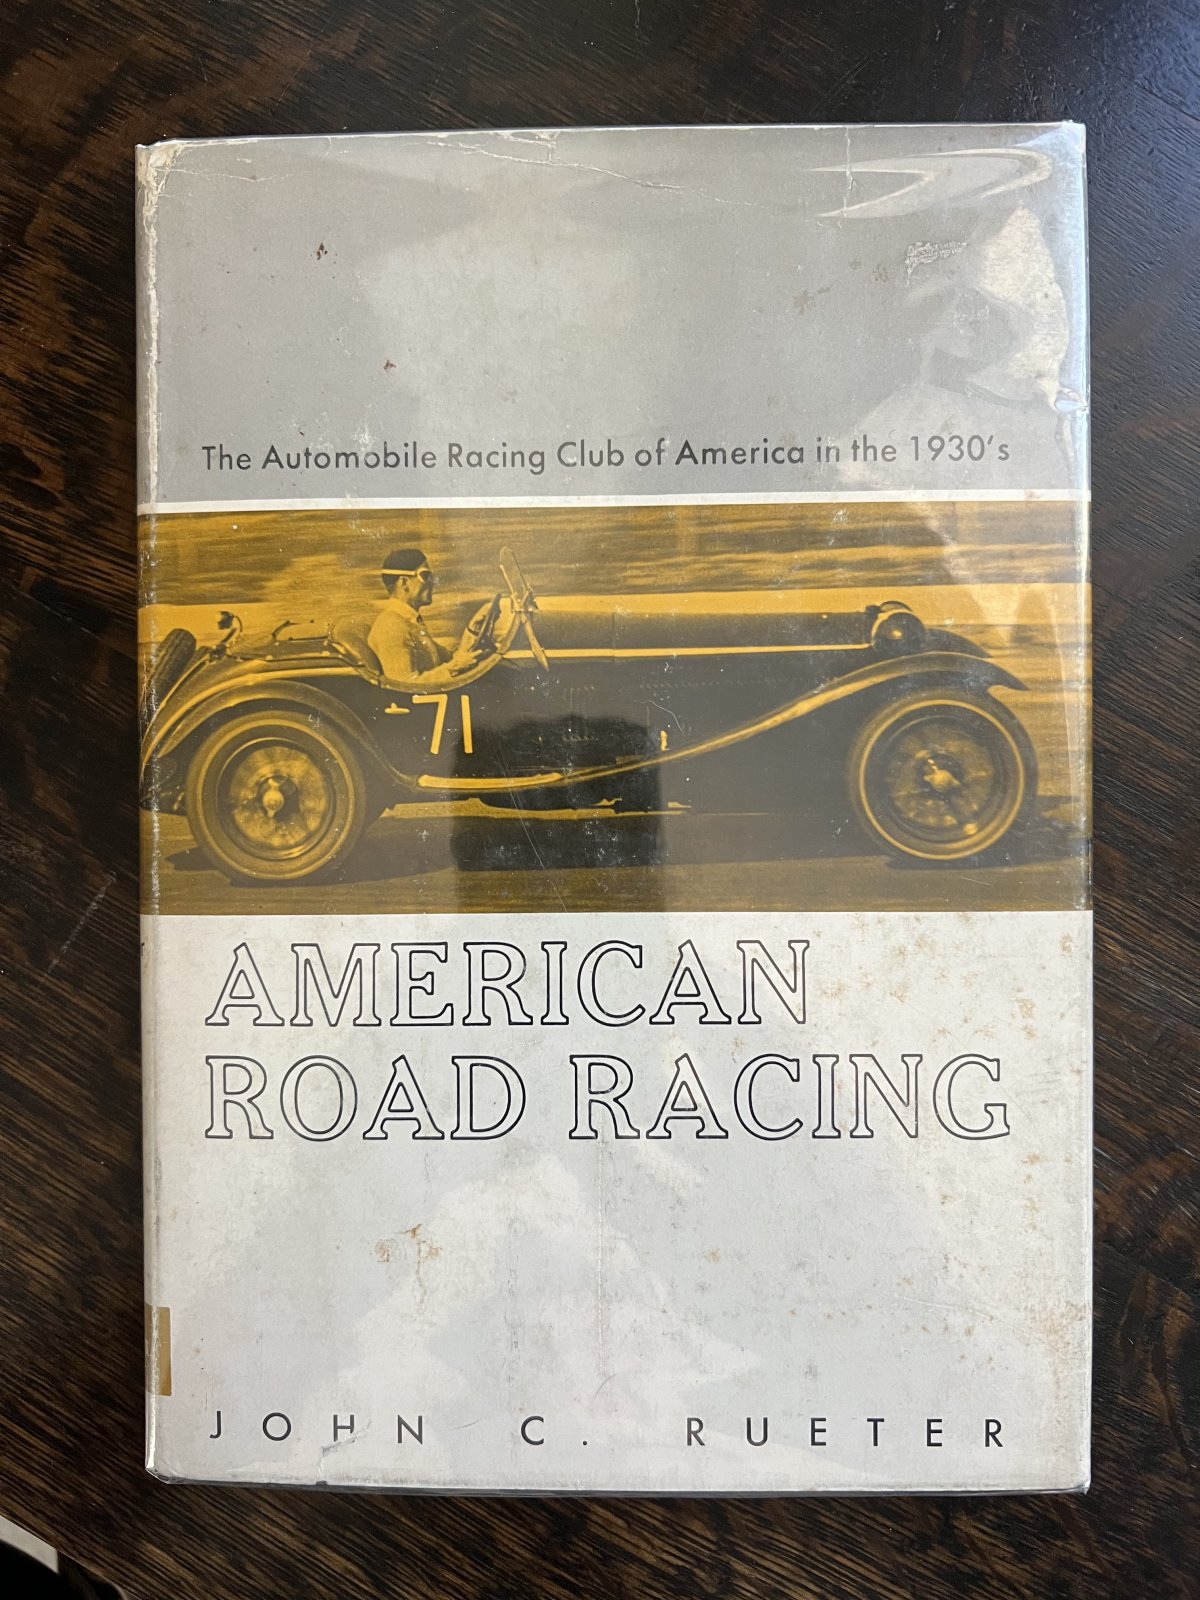 The Automobile Racing Club of America in the 1930's
71
AMERICAN
ROAD RACING
JOHN C. RUETER